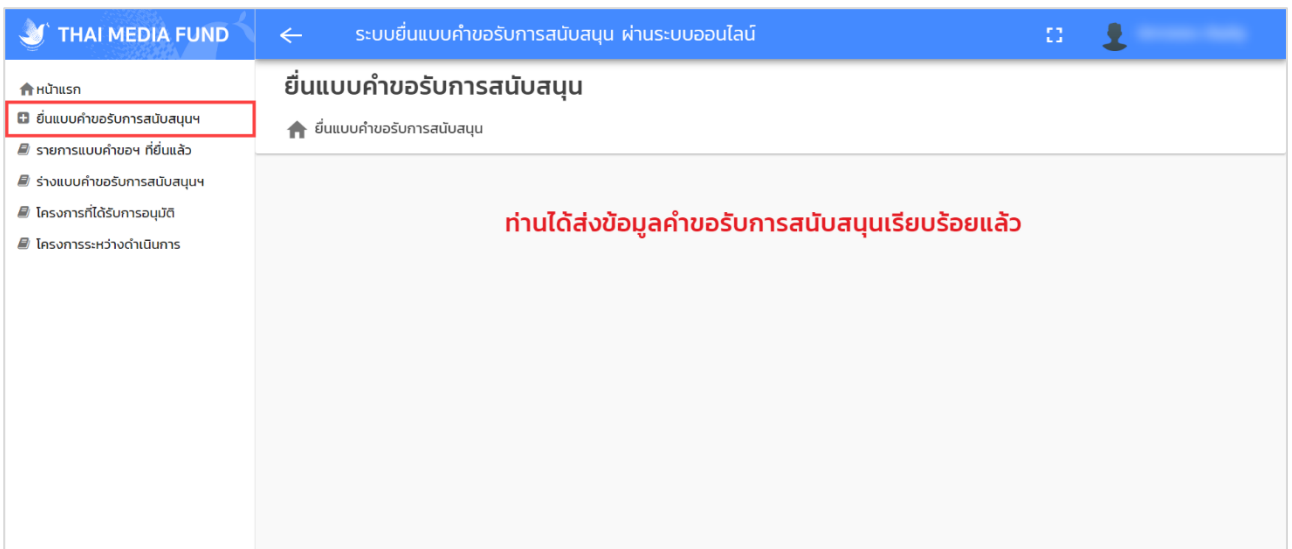 THAI MEDIA FUND
ระบบยื่นแบบคำขอรับการสนับสนุน ผ่านระบบออนไลน์
หน้าแรก
ยื่นแบบคำขอรับการสนับสนุนฯ
รายการแบบคำขอฯ ที่ยื่นแล้ว
ร่างแบบคำขอรับการสนับสนุนฯ
โครงการที่ได้รับการอนุมัติ
โครงการระหว่างดำเนินการ
ยื่นแบบคำขอรับการสนับสนุน
ยื่นแบบคำขอรับการสนับสนุน
ท่านได้ส่งข้อมูลคำขอรับการสนับสนุนเรียบร้อยแล้ว